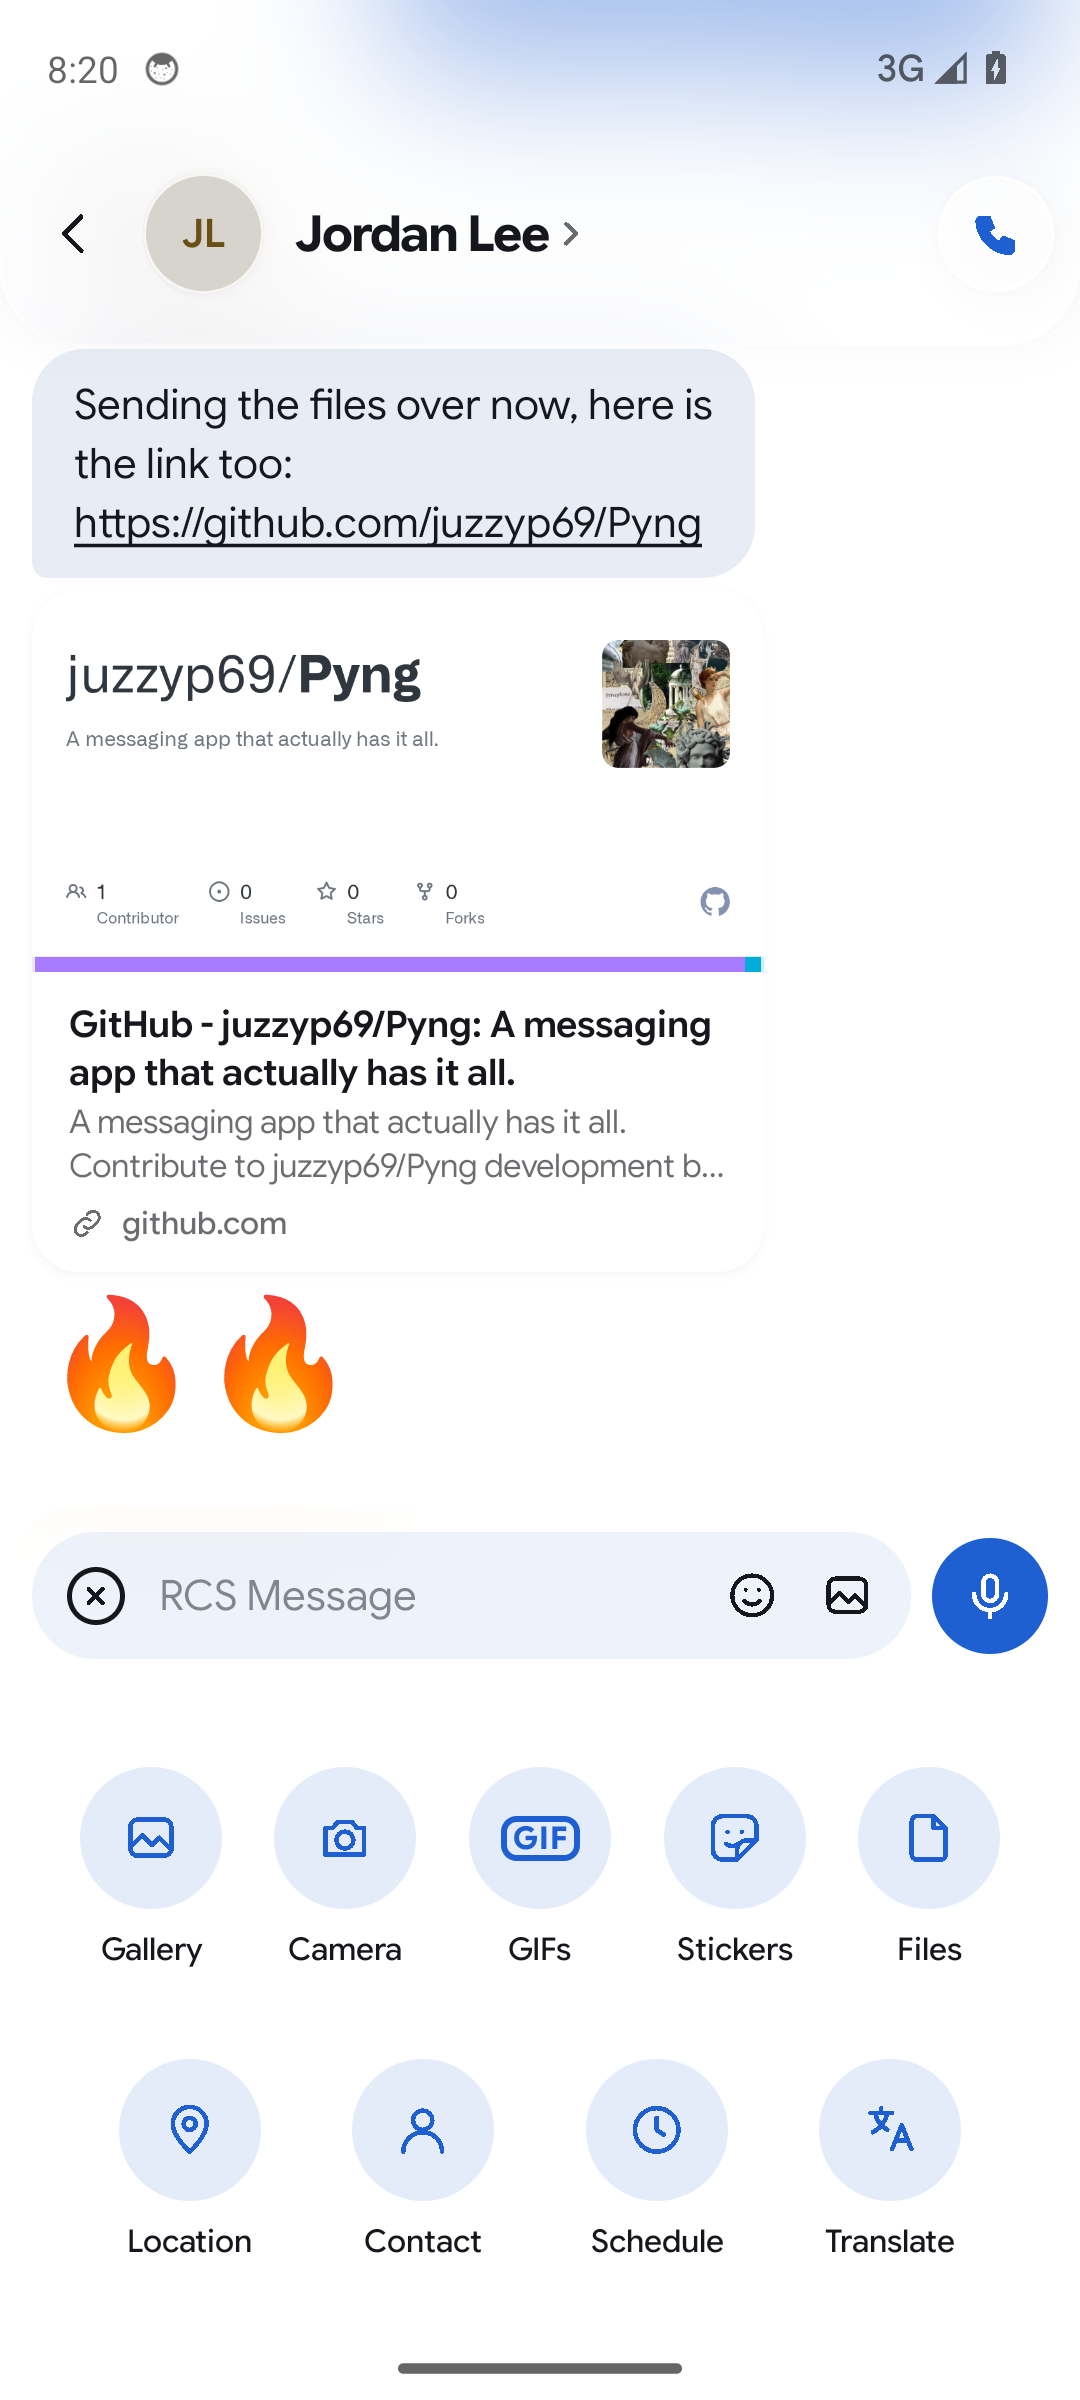 8:20
3G
JL
Jordan Lee
Sending the files over now, here is
the link too:
https://github.com/juzzyp69/Pyng
juzzyp69/Pyng
A messaging app that actually has it all.
1
Contributor
0
Issues
0
Stars
0
Forks
GitHub - juzzyp69/Pyng: A messaging
app that actually has it all.
A messaging app that actually has it all.
Contribute to juzzyp69/Pyng development b...
github.com
RCS Message
GIF
Gallery
Camera
GIFs
Stickers
Files
Location
Contact
Schedule
Translate